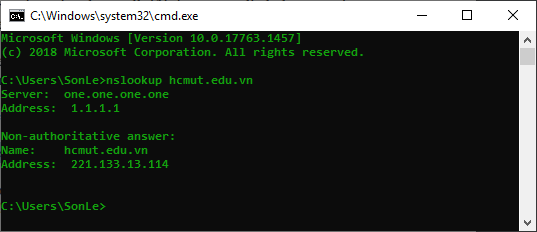 C:\Windows\system32\cmd.exe
Microsoft Windows [Version 10.0.17763.1457]
(c) 2018 Microsoft Corporation. All rights reserved.
C:\Users\SonLe>nslookup hcmut.edu.vn
Server:  one.one.one.one
Address:  1.1.1.1
Non-authoritative answer:
Name:    hcmut.edu.vn
Address:  221.133.13.114
C:\Users\SonLe>